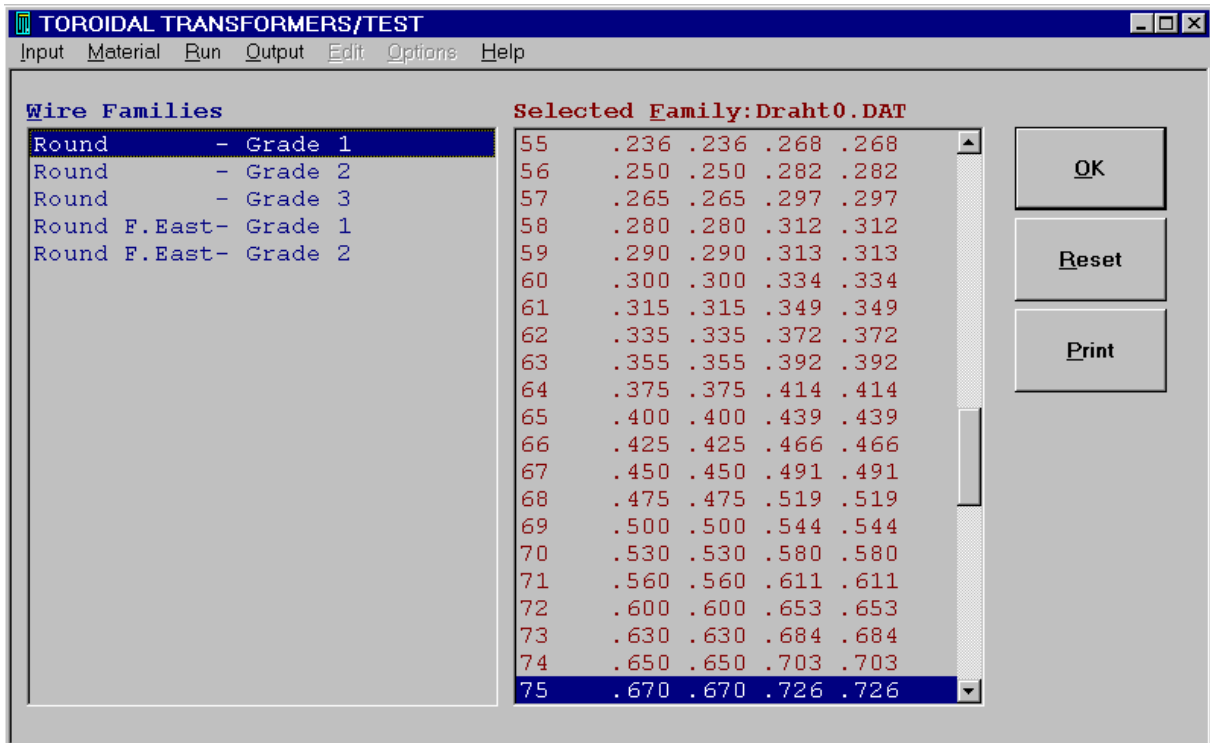 TOROIDAL TRANSFORMERS/TEST
Input Material Run Output Edit Options Help
Wire Families
Round - Grade 1
Round - Grade 2
Round - Grade 3
Round F.East- Grade 1
Round F.East- Grade 2
Selected Family:Draht0.DAT
55 .236 .236 .268 .268
56 .250 .250 .282 .282
57 .265 .265 .297 .297
58 .280 .280 .312 .312
59 .290 .290 .313 .313
60 .300 .300 .334 .334
61 .315 .315 .349 .349
62 .335 .335 .372 .372
63 .355 .355 .392 .392
64 .375 .375 .414 .414
65 .400 .400 .439 .439
66 .425 .425 .466 .466
67 .450 .450 .491 .491
68 .475 .475 .519 .519
69 .500 .500 .544 .544
70 .530 .530 .580 .580
71 .560 .560 .611 .611
72 .600 .600 .653 .653
73 .630 .630 .684 .684
74 .650 .650 .703 .703
75 .670 .670 .726 .726
OK
Reset
Print